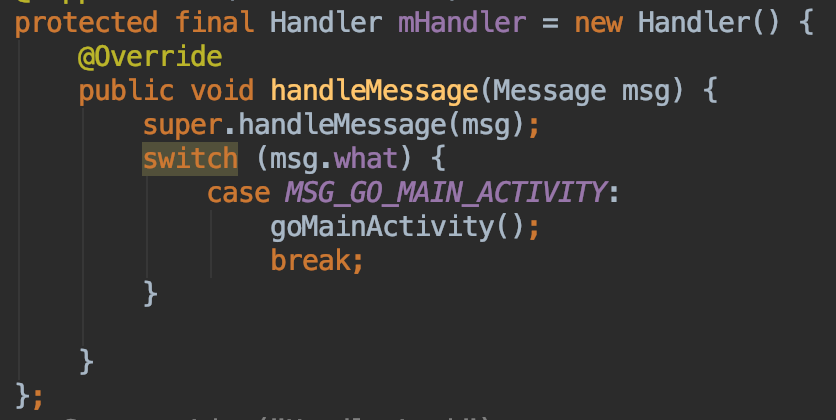 protected final Handler mHandler = new Handler() {
@Override
public void handleMessage(Message msg) {
super.handleMessage(msg);
switch (msg.what) {
case MSG_GO_MAIN_ACTIVITY:
goMainActivity();
break;
}
}
};